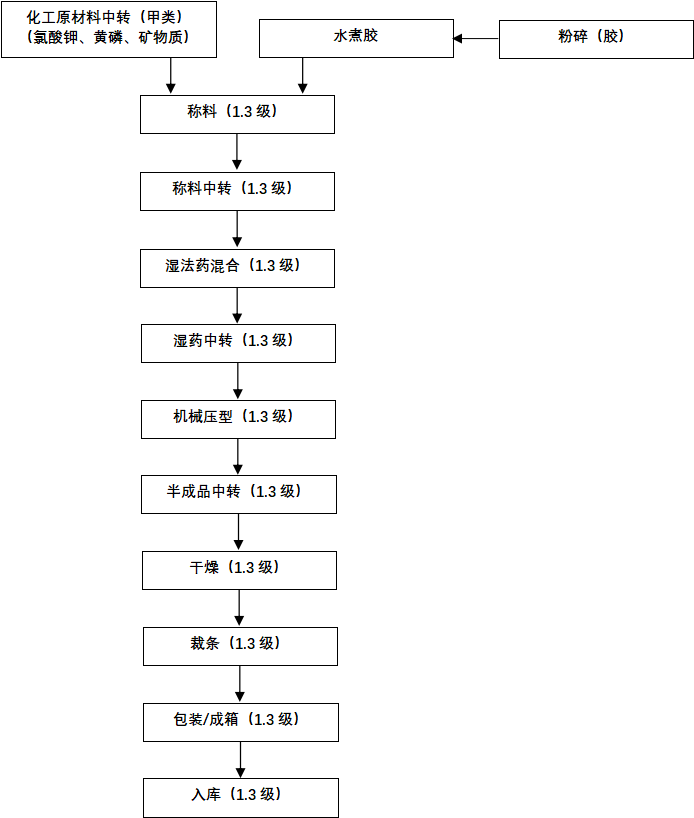 化工原材料中转（甲类）
（氯酸钾、黄磷、矿物质）
水煮胶
粉碎（胶）
称料（1.3 级）
称料中转（1.3 级）
湿法药混合（1.3 级）
湿药中转（1.3 级）
机械压型（1.3 级）
半成品中转（1.3 级）
干燥（1.3 级）
裁条（1.3 级）
包装/成箱（1.3 级）
入库（1.3 级）